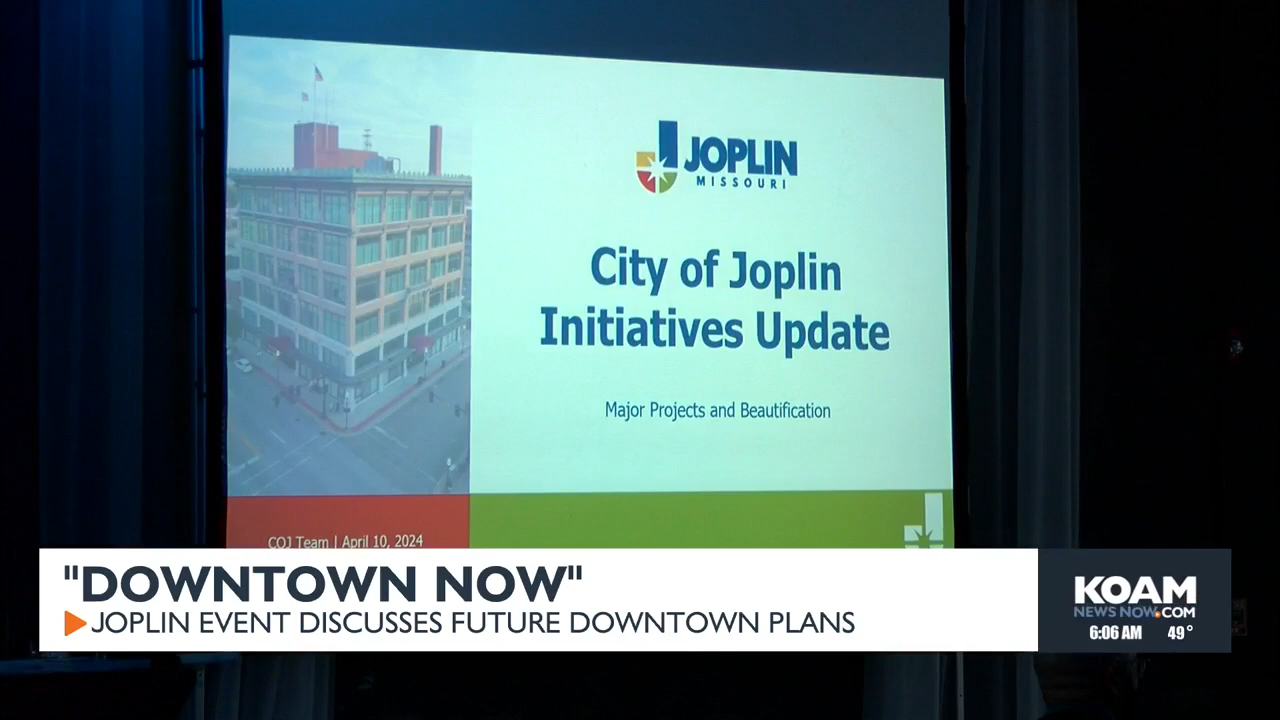 JOPLIN
MISSOURI
City of Joplin
Initiatives Update
Major Projects and Beautification
COJ Team | April 10, 2024
"DOWNTOWN NOW"
JOPLIN EVENT DISCUSSES FUTURE DOWNTOWN PLANS
KOAM
NEWS NOW.COM
6:06 AM 49°